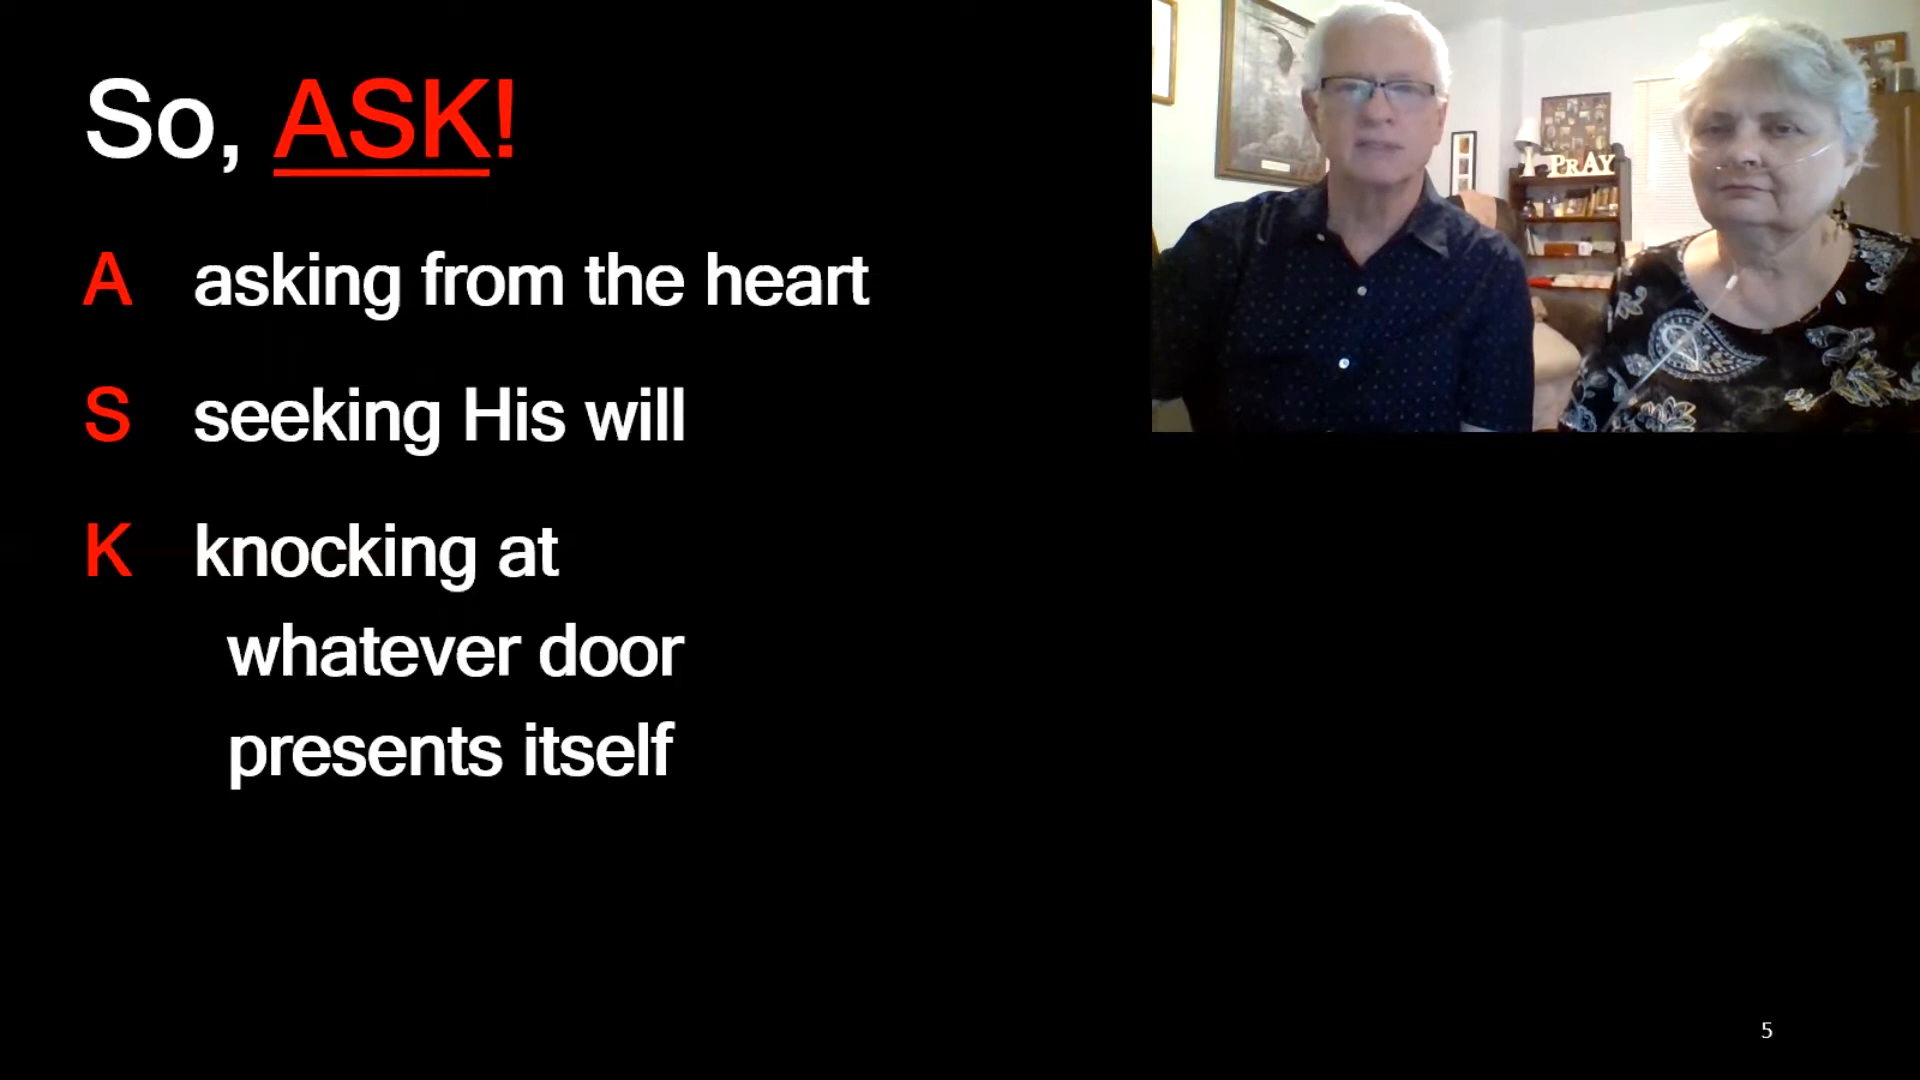 So, ASK!
A asking from the heart
S seeking His will
K knocking at
whatever door
presents itself
I PRAY
5